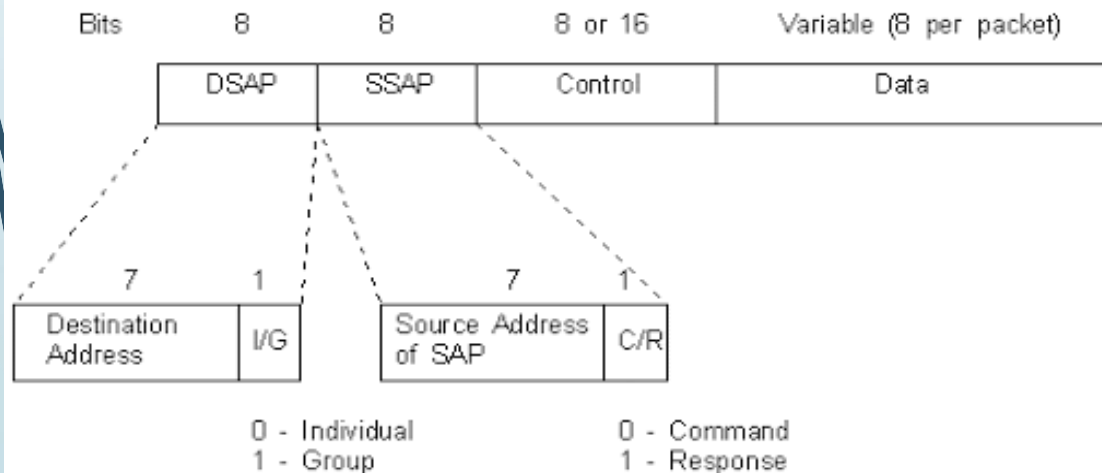 Bits 8 8 8 or 16 Variable (8 per packet)
DSAP SSAP Control Data
7 1 7 1
Destination Address I/G Source Address of SAP C/R
0 - Individual 0 - Command
1 - Group 1 - Response